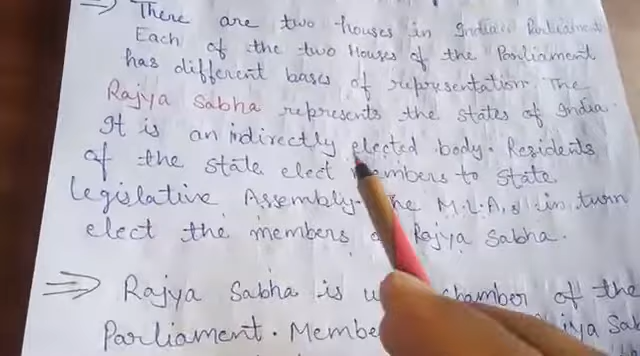 There are two houses in Indian Parliament
Each of the two Houses of the Parliament
has different bases of representation. The
Rajya Sabha represents the states of India.
It is an indirectly elected body. Residents
of the state elect members to State
Legislative Assembly. The M.L.A,s in turn
elect the members Rajya Sabha.
Rajya Sabha is chamber of the
Parliament.